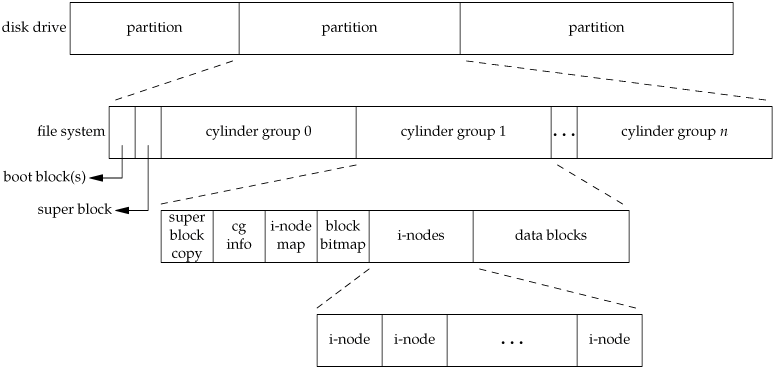 disk drive
partition
partition
partition
file system
cylinder group 0
cylinder group 1
...
cylinder group n
boot block(s)
super block
super
block
copy
cg
info
i-node
map
block
bitmap
i-nodes
data blocks
i-node
i-node
...
i-node